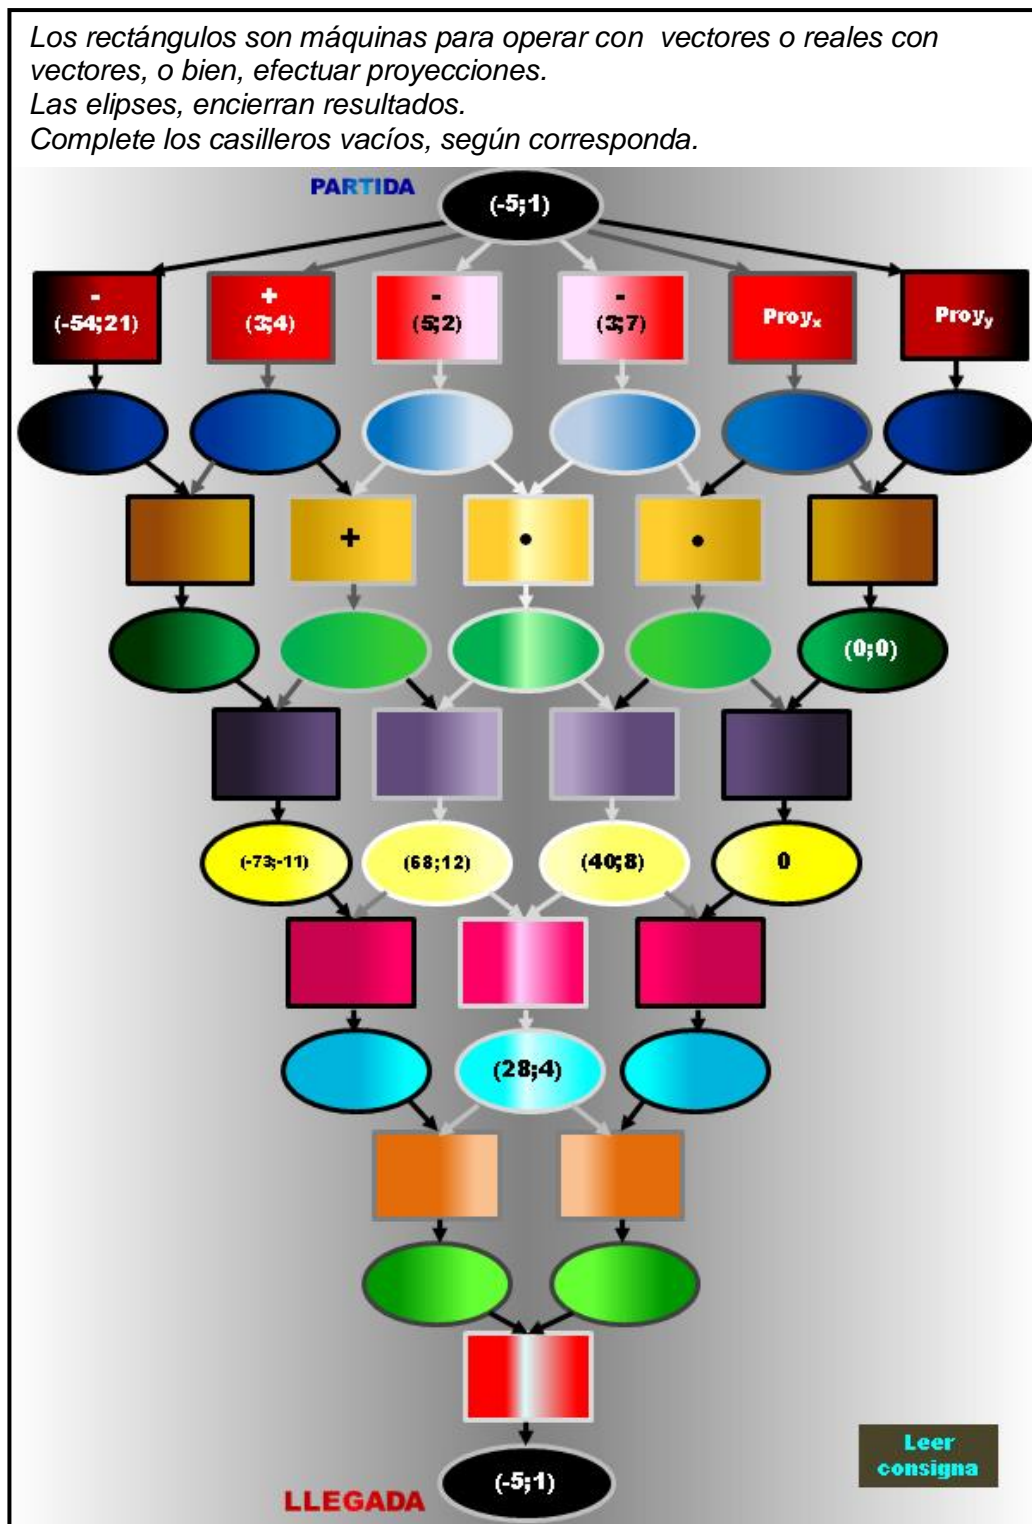 Los rectángulos son máquinas para operar con vectores o reales con
vectores, o bien, efectuar proyecciones.
Las elipses, encierran resultados.
Complete los casilleros vacíos, según corresponda.
PARTIDA
(-5;1)
-
(-54;21)
+
(3;4)
-
(5;2)
-
(3;7)
Proyₓ
Proyᵧ
+
•
•
(0;0)
(-73;-11)
(68;12)
(40;8)
0
(28;4)
Leer
consigna
(-5;1)
LLEGADA